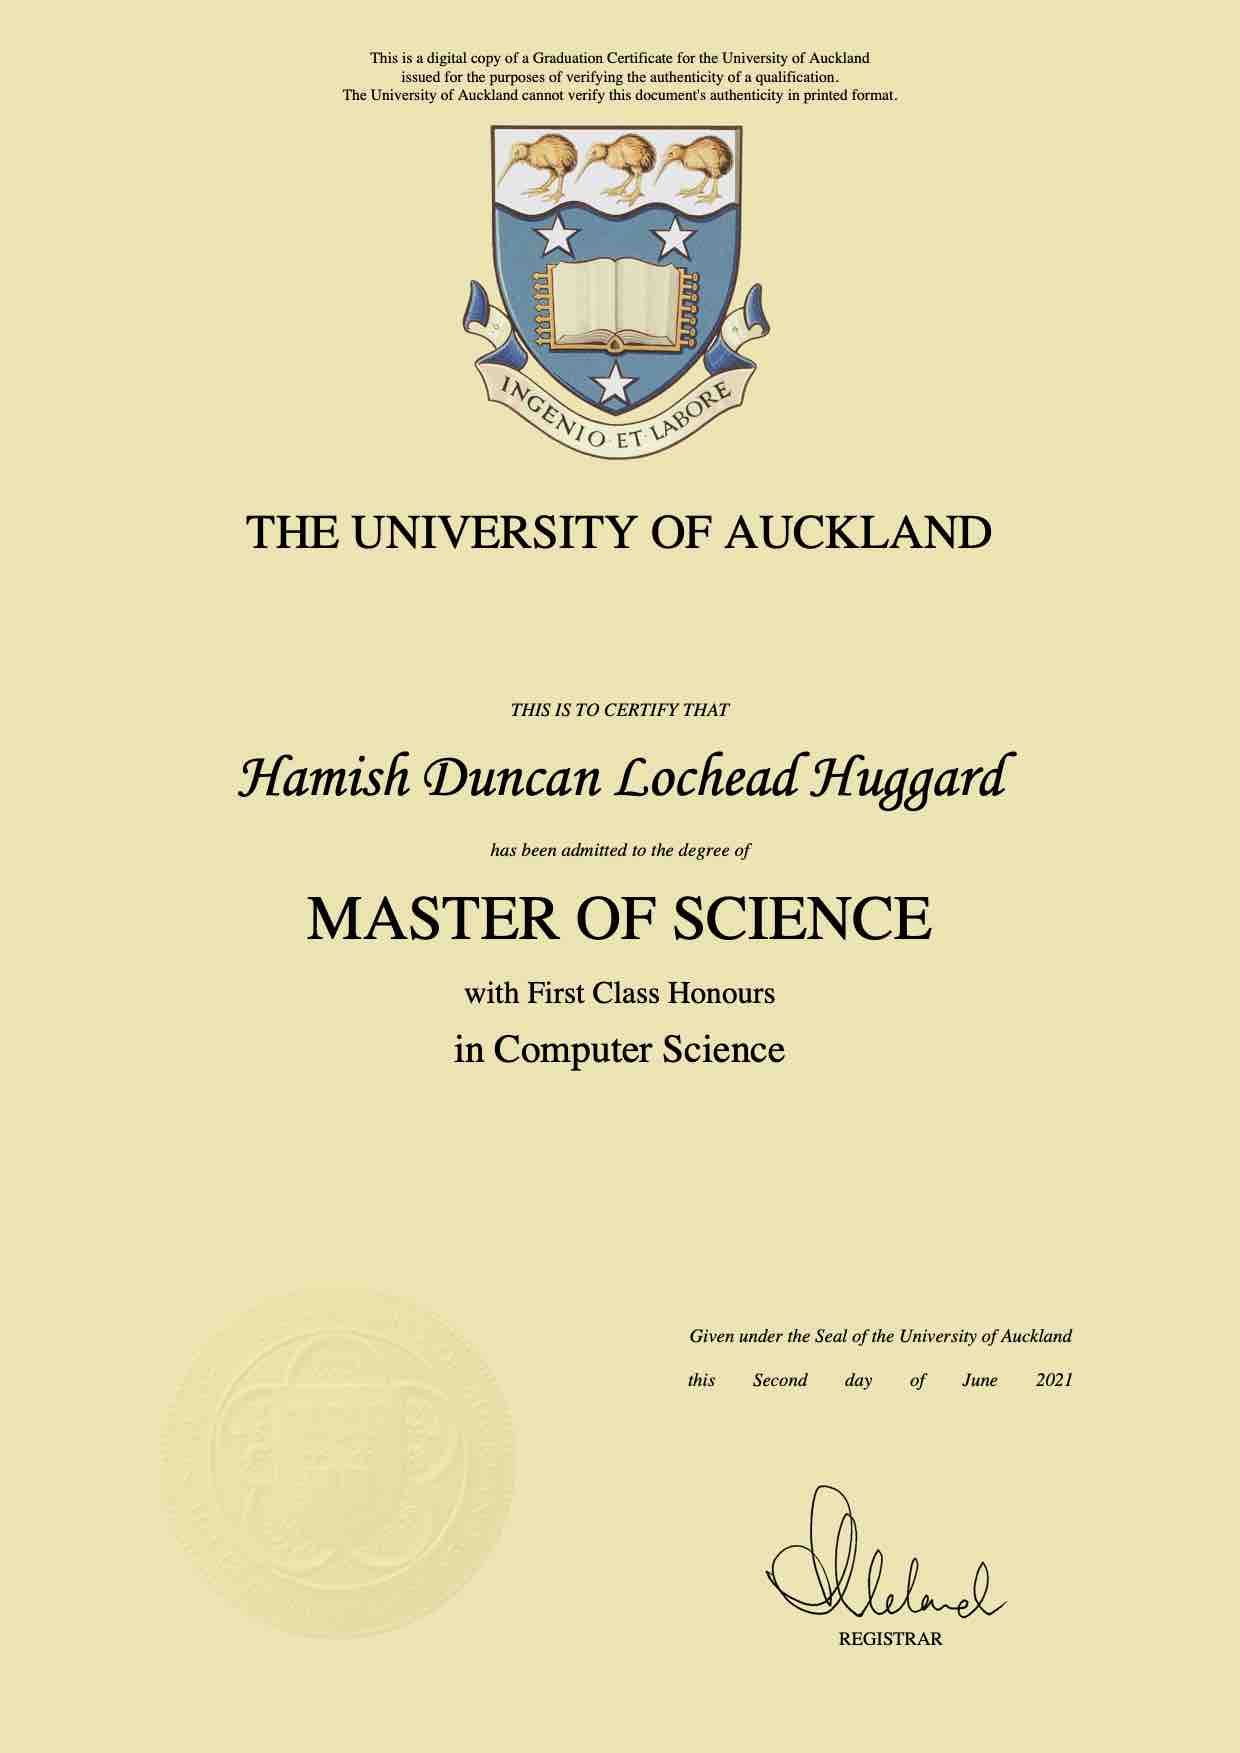 This is a digital copy of a Graduation Certificate for the University of Auckland
issued for the purposes of verifying the authenticity of a qualification.
The University of Auckland cannot verify this document's authenticity in printed format.
INGENIO ET LABORE
THE UNIVERSITY OF AUCKLAND
THIS IS TO CERTIFY THAT
Hamish Duncan Lochead Huggard
has been admitted to the degree of
MASTER OF SCIENCE
with First Class Honours
in Computer Science
Given under the Seal of the University of Auckland
this Second day of June 2021
REGISTRAR